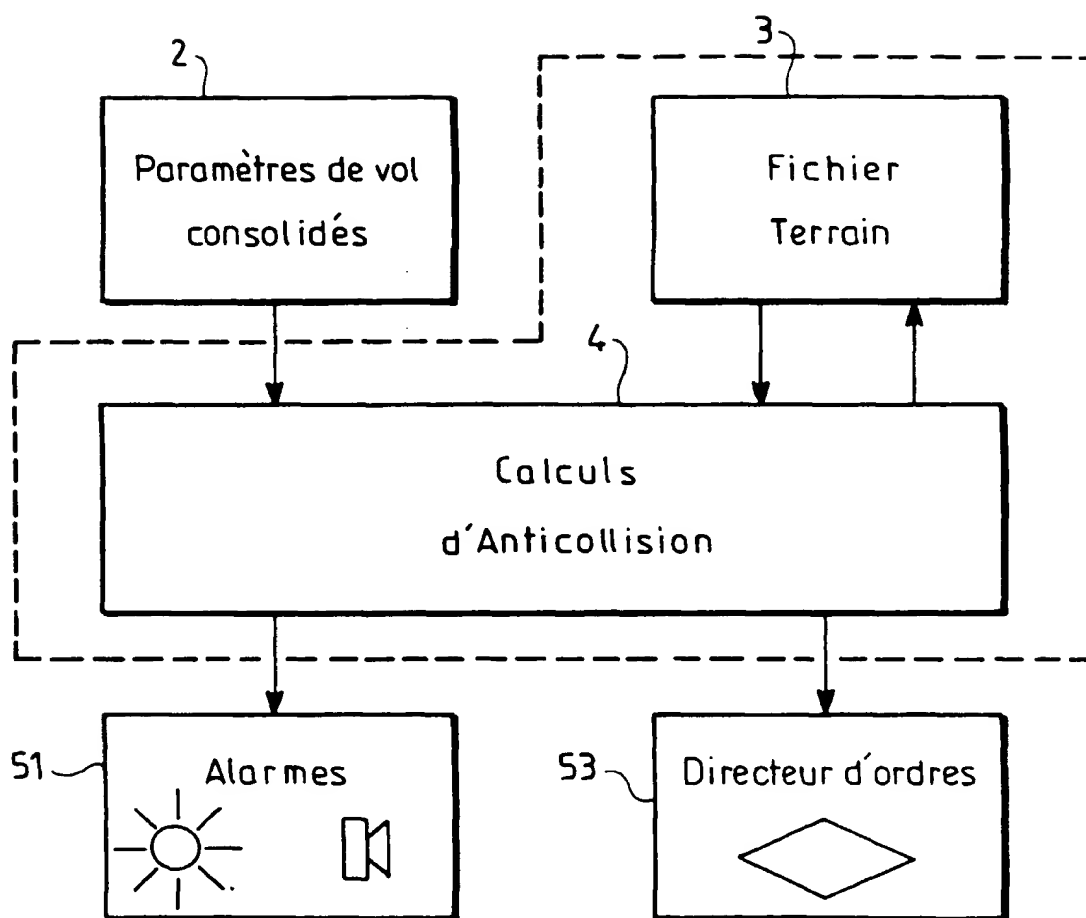 2
3
Paramètres de vol
consolidés
Fichier
Terrain
4
Calculs
d'Anticollision
51
Alarmes
53
Directeur d'ordres